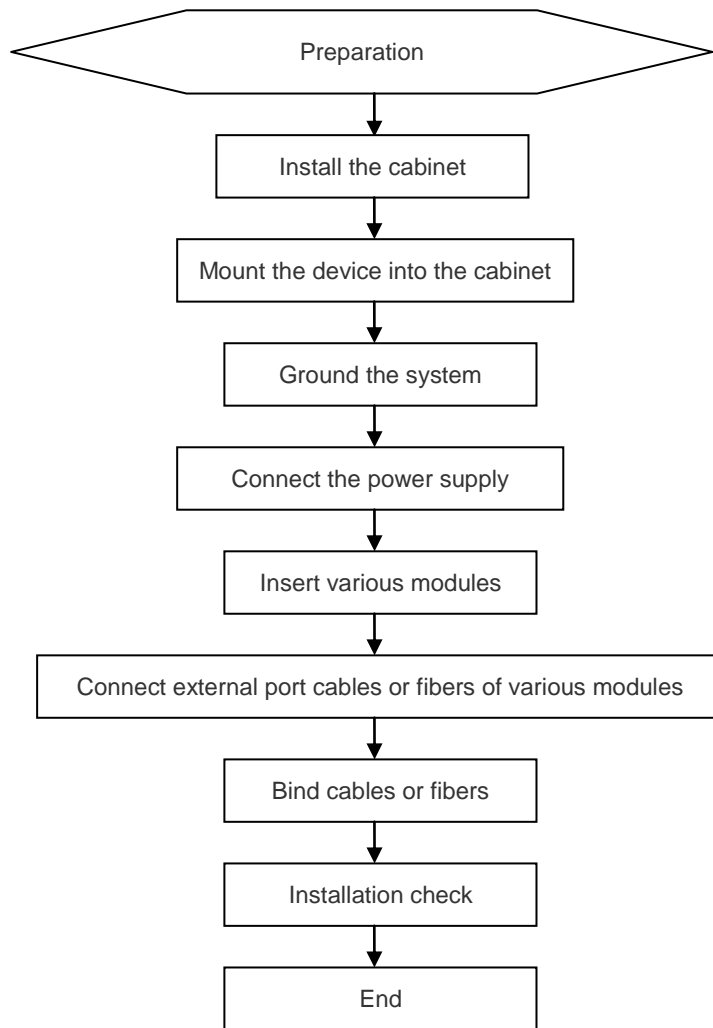 Preparation
Install the cabinet
Mount the device into the cabinet
Ground the system
Connect the power supply
Insert various modules
Connect external port cables or fibers of various modules
Bind cables or fibers
Installation check
End